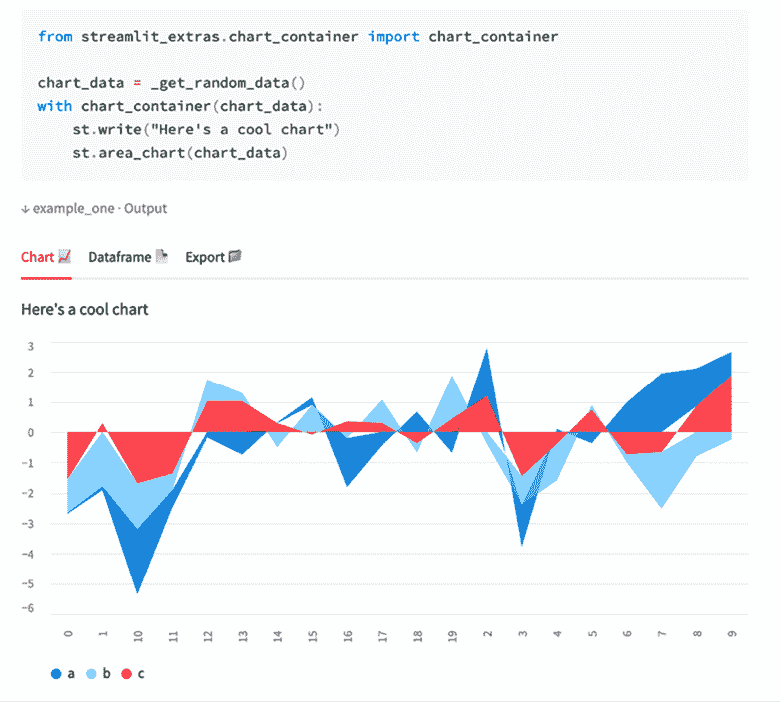 from streamlit_extras.chart_container import chart_container
chart_data = _get_random_data()
with chart_container(chart_data):
    st.write("Here's a cool chart")
    st.area_chart(chart_data)
↓ example_one · Output
Chart 📈 Dataframe 📄 Export 📁
Here's a cool chart
3
2
1
0
−1
−2
−3
−4
−5
−6
0 1 10 11 12 13 14 15 16 17 18 19 2 3 4 5 6 7 8 9
a b c